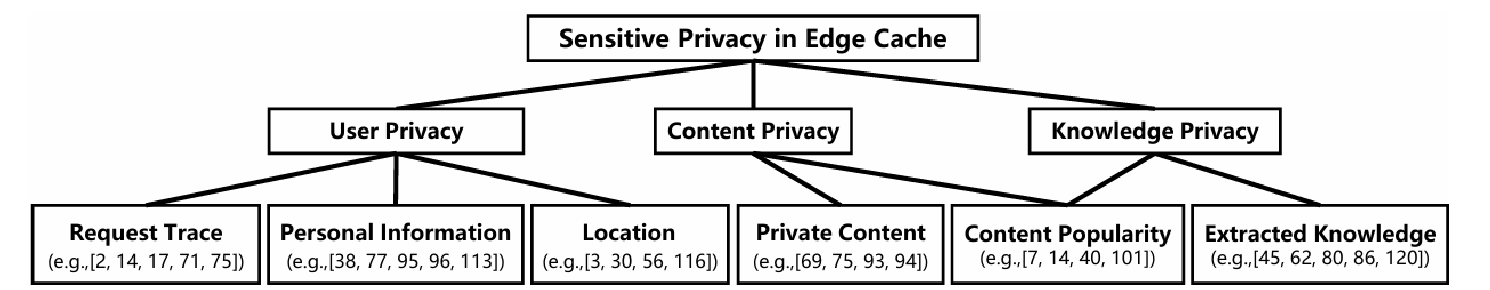 Sensitive Privacy in Edge Cache
User Privacy
Content Privacy
Knowledge Privacy
Request Trace
(e.g.,[2, 14, 17, 71, 75])
Personal Information
(e.g.,[38, 77, 95, 96, 113])
Location
(e.g.,[3, 30, 56, 116])
Private Content
(e.g.,[69, 75, 93, 94])
Content Popularity
(e.g.,[7, 14, 40, 101])
Extracted Knowledge
(e.g.,[45, 62, 80, 86, 120])